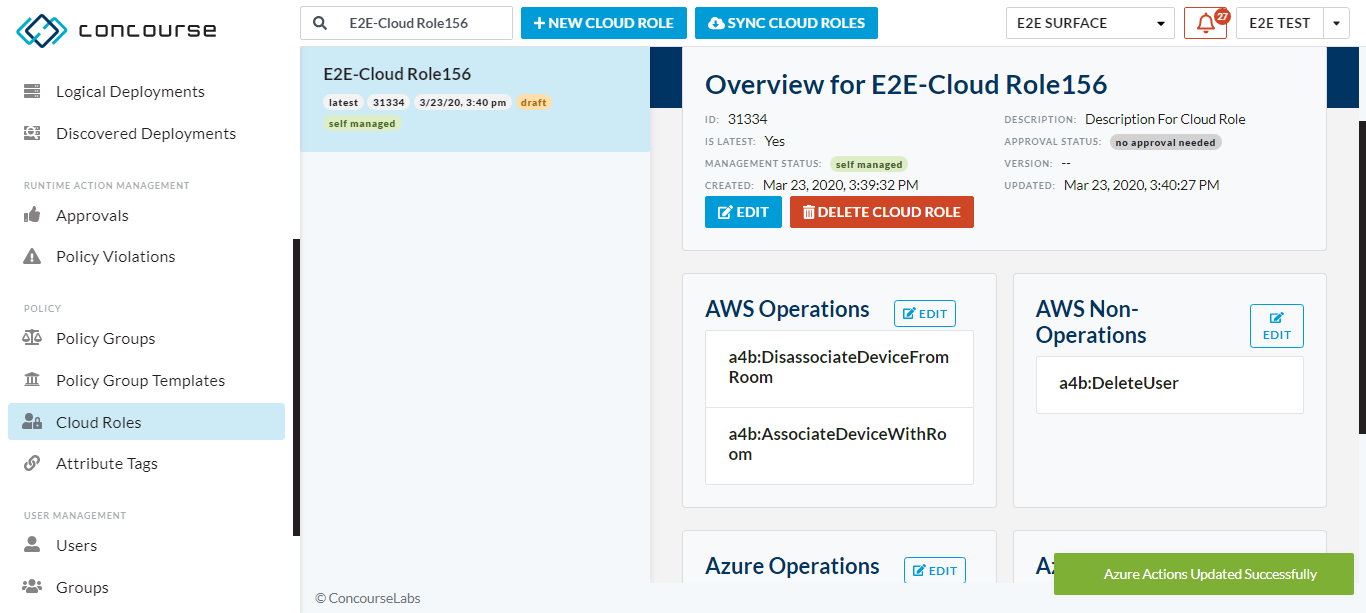 concourse
E2E-Cloud Role156
NEW CLOUD ROLE
SYNC CLOUD ROLES
E2E SURFACE
27
E2E TEST
Logical Deployments
Discovered Deployments
RUNTIME ACTION MANAGEMENT
Approvals
Policy Violations
POLICY
Policy Groups
Policy Group Templates
Cloud Roles
Attribute Tags
USER MANAGEMENT
Users
Groups
E2E-Cloud Role156
latest 31334 3/23/20, 3:40 pm draft
self managed
Overview for E2E-Cloud Role156
ID: 31334
IS LATEST: Yes
MANAGEMENT STATUS: self managed
CREATED: Mar 23, 2020, 3:39:32 PM
DESCRIPTION: Description For Cloud Role
APPROVAL STATUS: no approval needed
VERSION: --
UPDATED: Mar 23, 2020, 3:40:27 PM
EDIT
DELETE CLOUD ROLE
AWS Operations
EDIT
a4b:DisassociateDeviceFrom
Room
a4b:AssociateDeviceWithRo
om
AWS Non-
Operations
EDIT
a4b:DeleteUser
Azure Operations
EDIT
Az
Azure Actions Updated Successfully
© ConcourseLabs